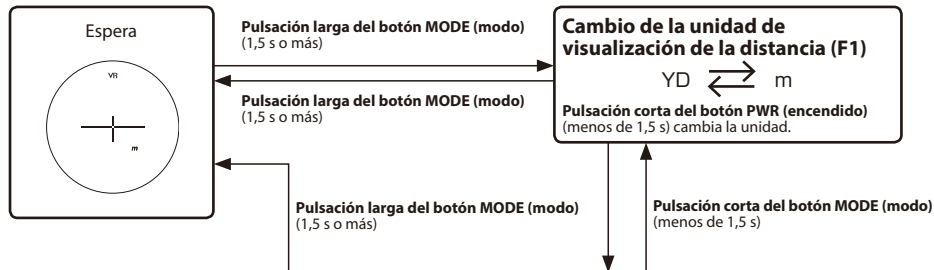 Espera
VR
m
Pulsación larga del botón MODE (modo)
(1,5 s o más)
Pulsación larga del botón MODE (modo)
(1,5 s o más)
Cambio de la unidad de
visualización de la distancia (F1)
YD m
Pulsación corta del botón PWR (encendido)
(menos de 1,5 s) cambia la unidad.
Pulsación larga del botón MODE (modo)
(1,5 s o más)
Pulsación corta del botón MODE (modo)
(menos de 1,5 s)